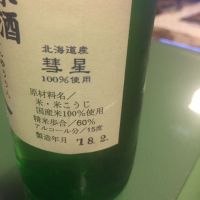 酒
北海道産
彗星
100%使用
原材料名／
米・米こうじ
国産米100%使用
精米歩合／60%
アルコール分／15度
製造年月 '18.2.